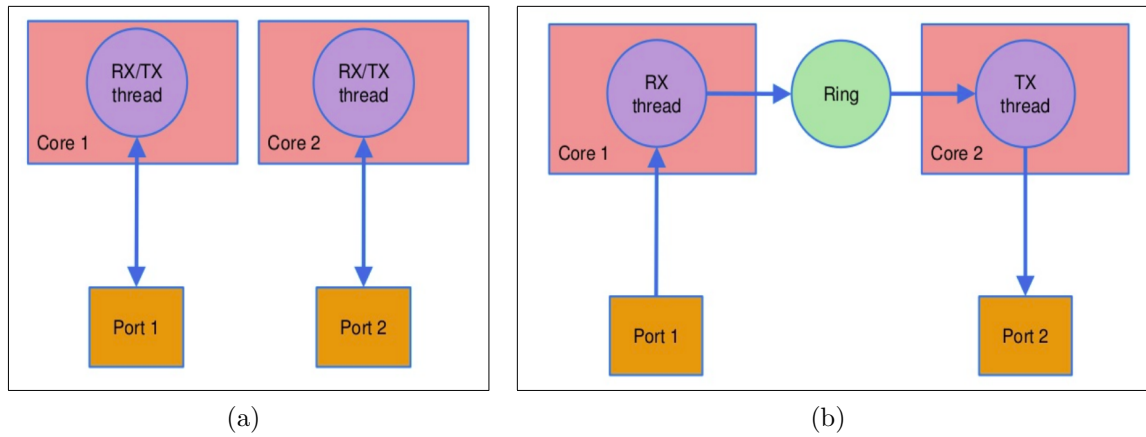 RX/TX
thread
Core 1
RX/TX
thread
Core 2
Port 1
Port 2
(a)
RX
thread
Core 1
Ring
TX
thread
Core 2
Port 1
Port 2
(b)